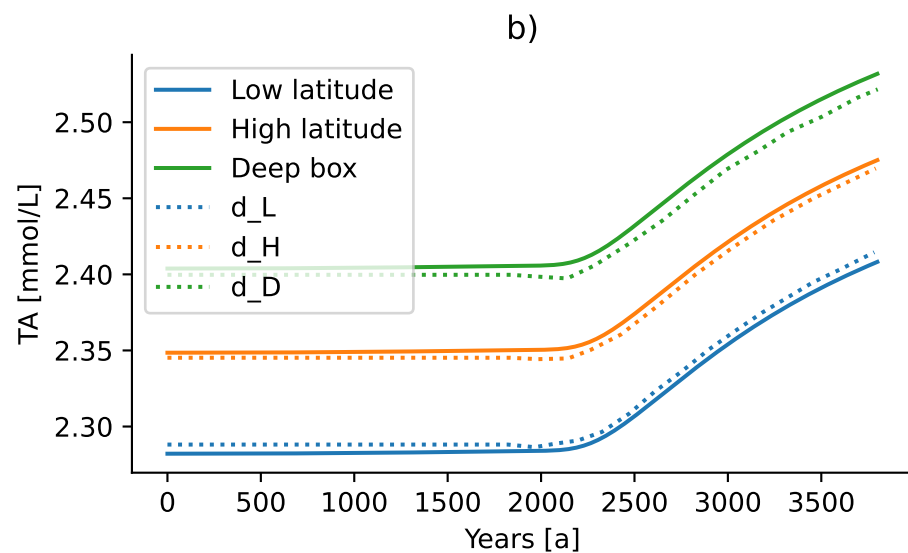 b)
TA [mmol/L]
2.50
2.45
2.40
2.35
2.30
Low latitude
High latitude
Deep box
d_L
d_H
d_D
0 500 1000 1500 2000 2500 3000 3500
Years [a]